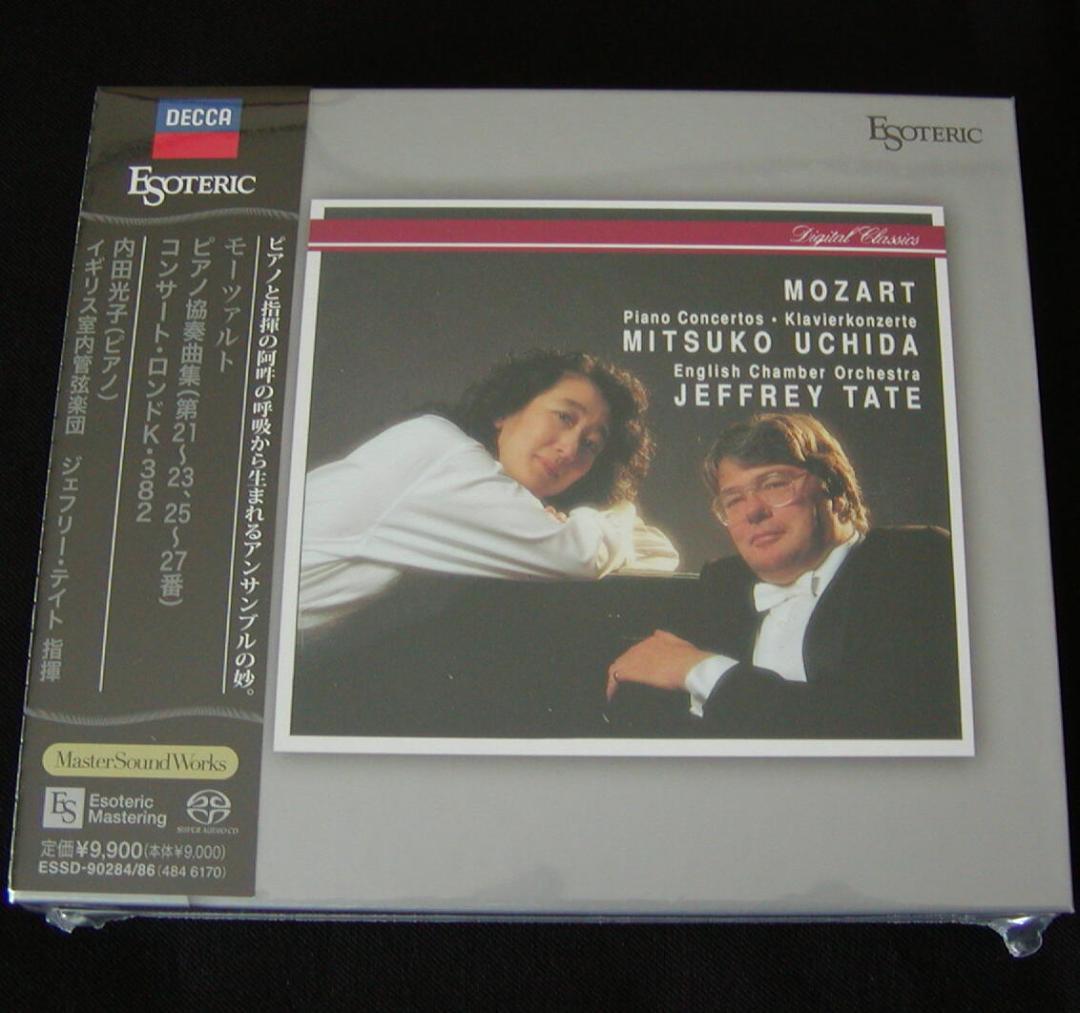 DECCA
ESOTERIC
ピアノと指揮の阿吽の呼吸から生まれるアンサンブルの妙。
モーツァルト
ピアノ協奏曲集(第21〜23、25〜27番)
コンサート・ロンドK・382
内田光子(ピアノ)
イギリス室内管弦楽団 ジェフリー・テイト 指揮
MasterSoundWorks
ES
Esoteric
Mastering
SUPER AUDIO CD
定価¥9,900(本体¥9,000)
ESSD-90284/86 (484 6170)
ESOTERIC
Digital Classics
MOZART
Piano Concertos · Klavierkonzerte
MITSUKO UCHIDA
English Chamber Orchestra
JEFFREY TATE